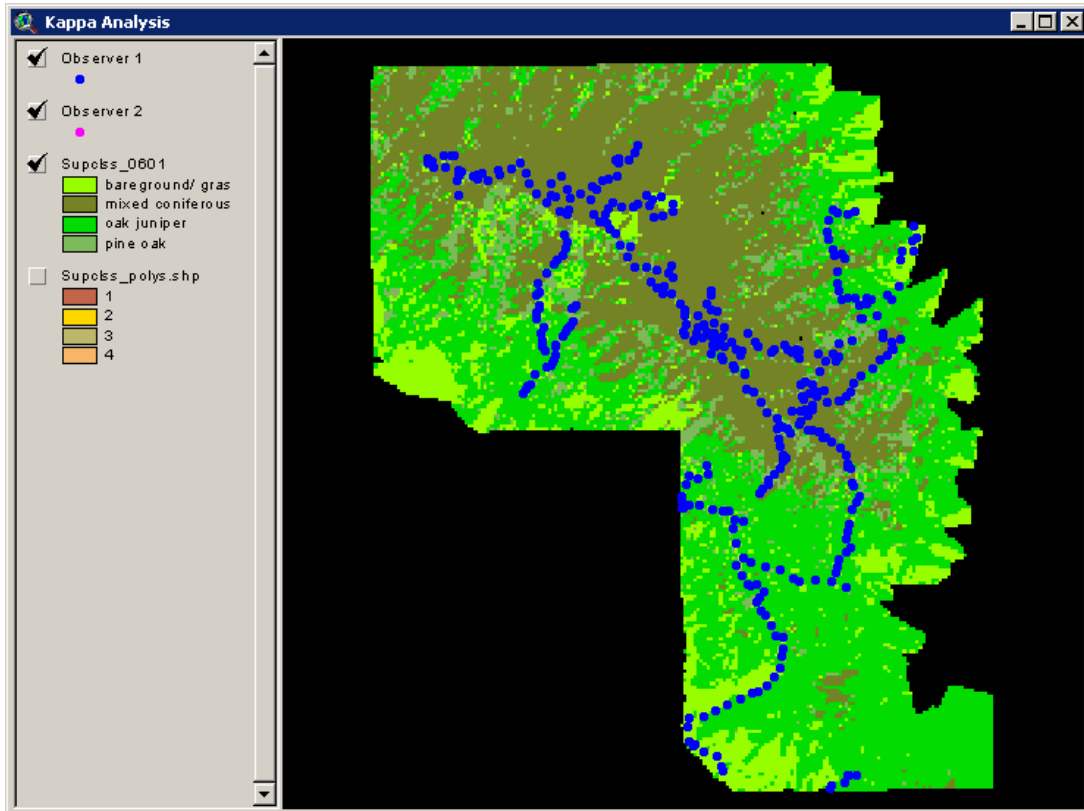 Kappa Analysis
Observer 1
Observer 2
Supclss_0601
bareground/ gras
mixed coniferous
oak juniper
pine oak
Supclss_polys.shp
1
2
3
4